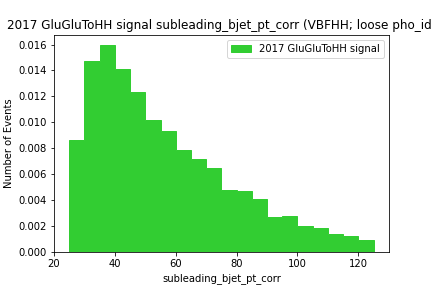 2017 GluGluToHH signal subleading_bjet_pt_corr (VBFHH; loose pho_id
2017 GluGluToHH signal
Number of Events
0.016
0.014
0.012
0.010
0.008
0.006
0.004
0.002
0.000
20 40 60 80 100 120
subleading_bjet_pt_corr